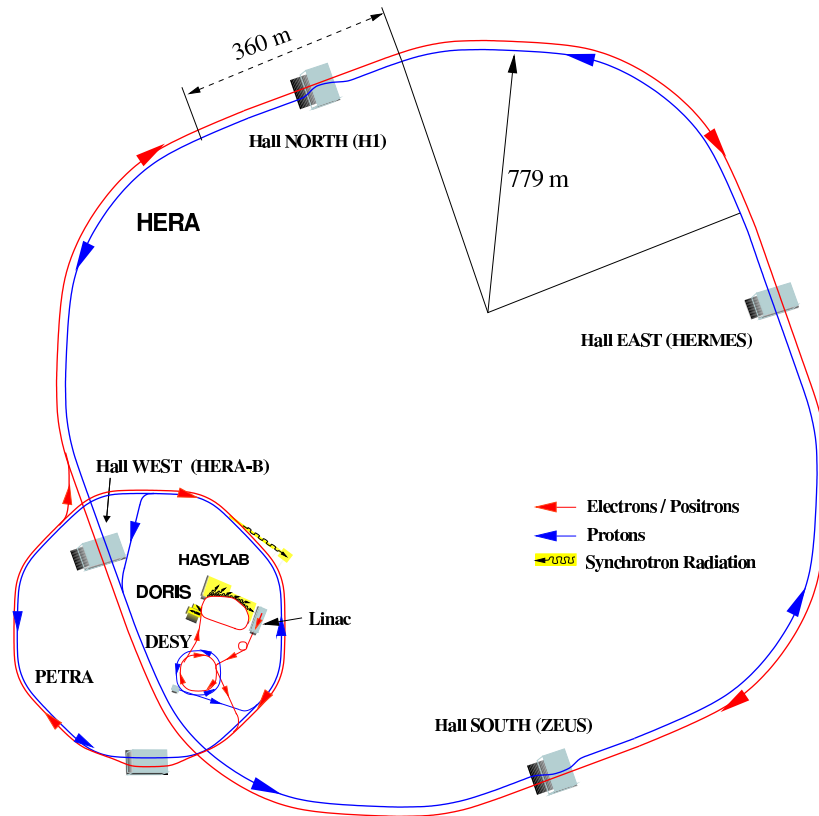 360 m
Hall NORTH (H1)
779 m
HERA
Hall EAST (HERMES)
Hall WEST (HERA-B)
Electrons / Positrons
Protons
Synchrotron Radiation
HASYLAB
DORIS
Linac
DESY
PETRA
Hall SOUTH (ZEUS)